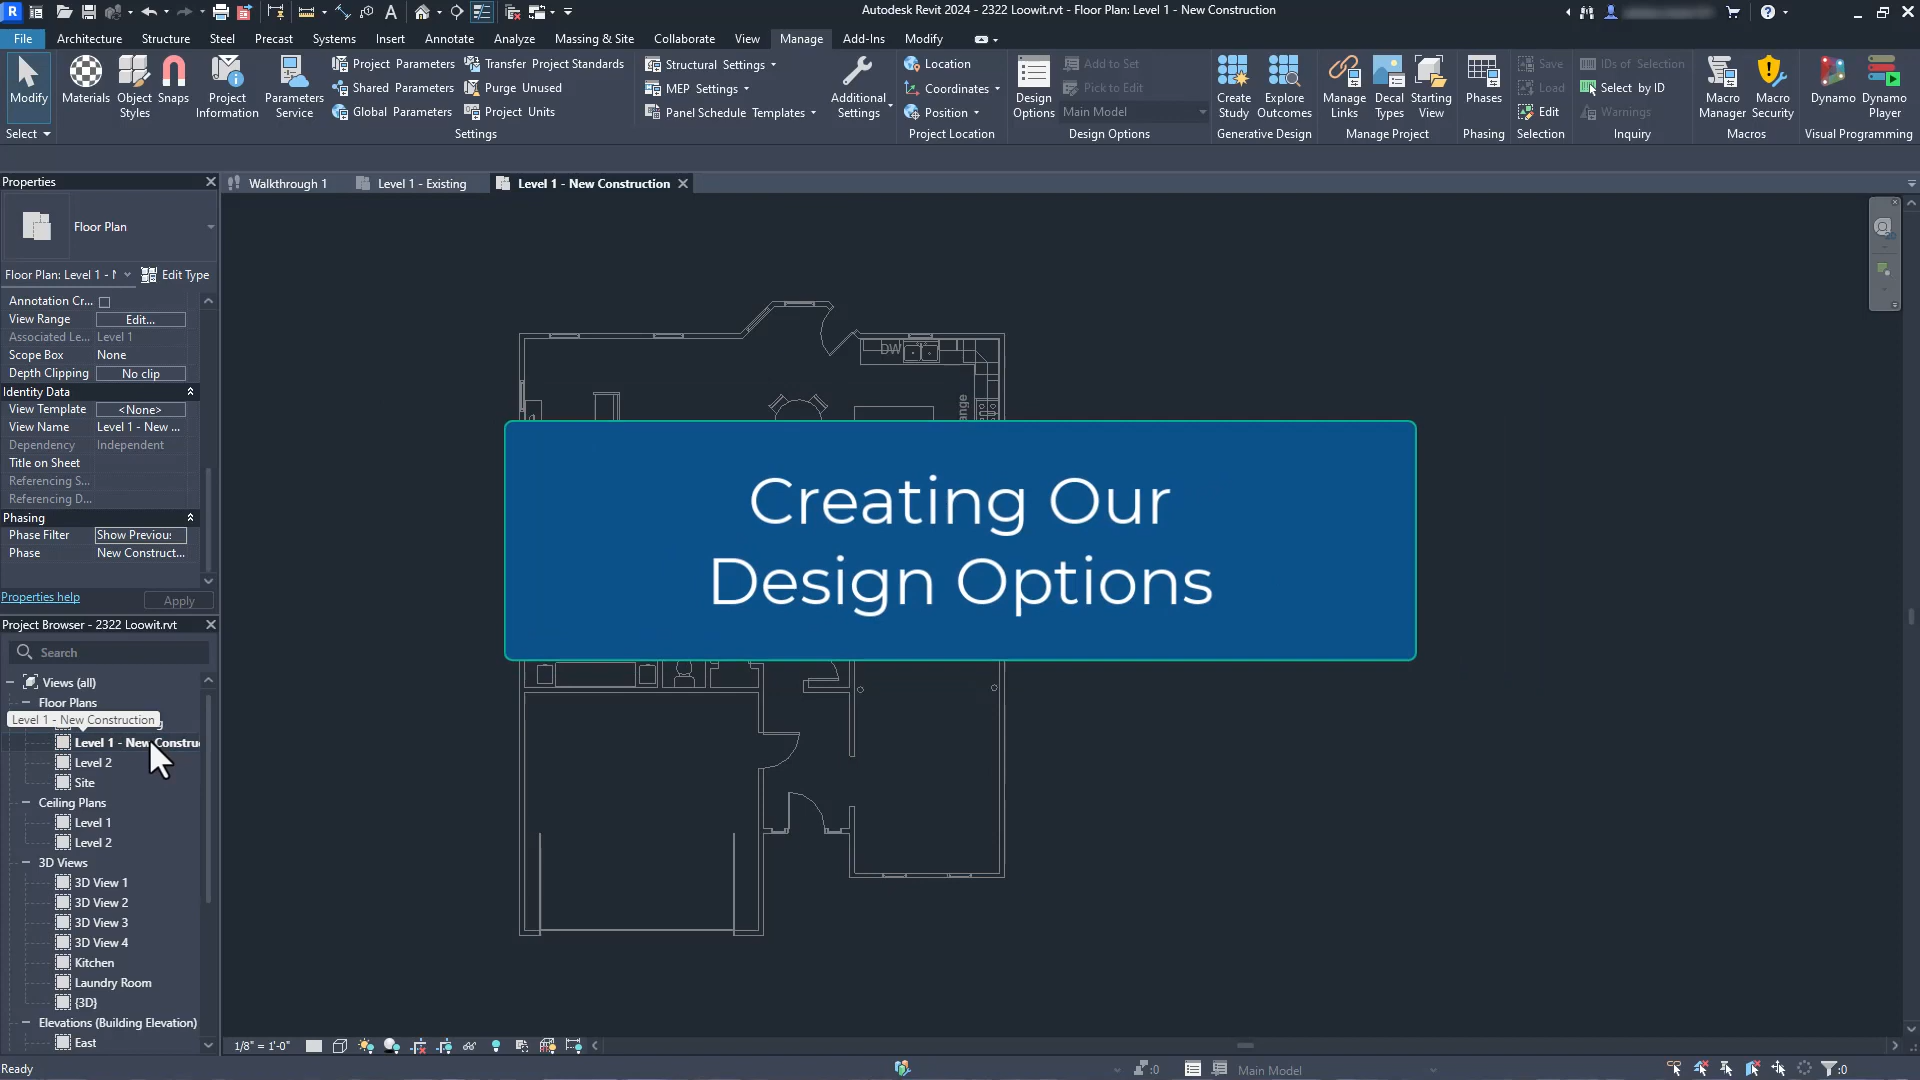 Autodesk Revit 2024 - 2322 Loowit.rvt - Floor Plan: Level 1 - New Construction
File Architecture Structure Steel Precast Systems Insert Annotate Analyze Massing & Site Collaborate View Manage Add-Ins Modify
Modify
Select
Materials
Object Styles
Snaps
Project Information
Parameters Service
Project Parameters
Shared Parameters
Global Parameters
Transfer Project Standards
Purge Unused
Project Units
Structural Settings
MEP Settings
Panel Schedule Templates
Additional Settings
Settings
Location
Coordinates
Position
Project Location
Design Options
Add to Set
Pick to Edit
Main Model
Design Options
Create Study
Explore Outcomes
Generative Design
Manage Links
Decal Types
Starting View
Manage Project
Phases
Phasing
Save
Load
Edit
Selection
IDs of Selection
Select by ID
Warnings
Inquiry
Macro Manager
Macro Security
Macros
Dynamo
Dynamo Player
Visual Programming
Properties
Walkthrough 1
Level 1 - Existing
Level 1 - New Construction
Floor Plan
Floor Plan: Level 1 - N
Edit Type
Annotation Cr...
View Range Edit...
Associated Le... Level 1
Scope Box None
Depth Clipping No clip
Identity Data
View Template <None>
View Name Level 1 - New ...
Dependency Independent
Title on Sheet
Referencing S...
Referencing D...
Phasing
Phase Filter Show Previou
Phase New Construct...
Properties help
Apply
DW
ange
Creating Our
Design Options
Project Browser - 2322 Loowit.rvt
Search
Views (all)
Floor Plans
Level 1 - New Construction
Level 1 - New Constru
Level 2
Site
Ceiling Plans
Level 1
Level 2
3D Views
3D View 1
3D View 2
3D View 3
3D View 4
Kitchen
Laundry Room
{3D}
Elevations (Building Elevation)
East
1/8" = 1'-0"
Ready
:0
Main Model
:0